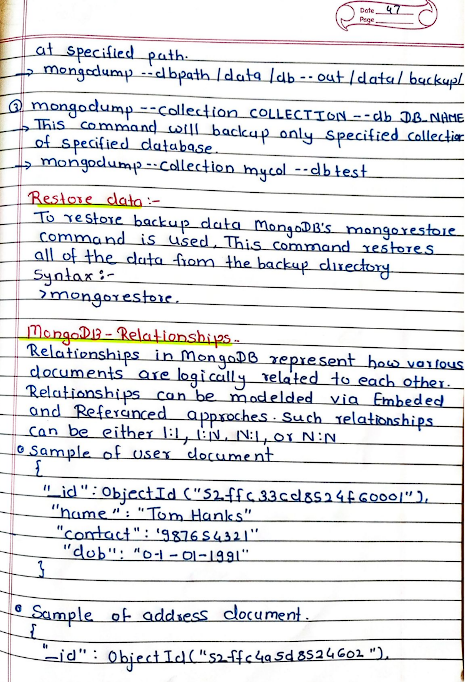 Date 47
Page
at specified path.
→ mongodump --dbpath /data /db --out /data/ backup/
③ mongodump --collection COLLECTION --db DB_NAME
→ This command will backup only specified collection
of specified database.
→ mongodump --collection mycol --db test
Restore data :-
To restore backup data MongoDB's mongorestore
command is used. This command restores
all of the data from the backup directory
Syntax :-
>mongorestore.
MongoDB - Relationships -
Relationships in MongoDB represent how various
documents are logically related to each other.
Relationships can be modelded via Embeded
and Referanced approches. Such relationships
can be either 1:1, 1:N, N:1, or N:N
• Sample of user document
{
"_id" : ObjectId ("52ffc33cd8524f60001"),
"name" : "Tom Hanks"
"contact" : '987654321"
"dob" : "0-1-01-1991"
}
• Sample of address document.
{
"_id" : ObjectId("52ffc4a5d8524602"),